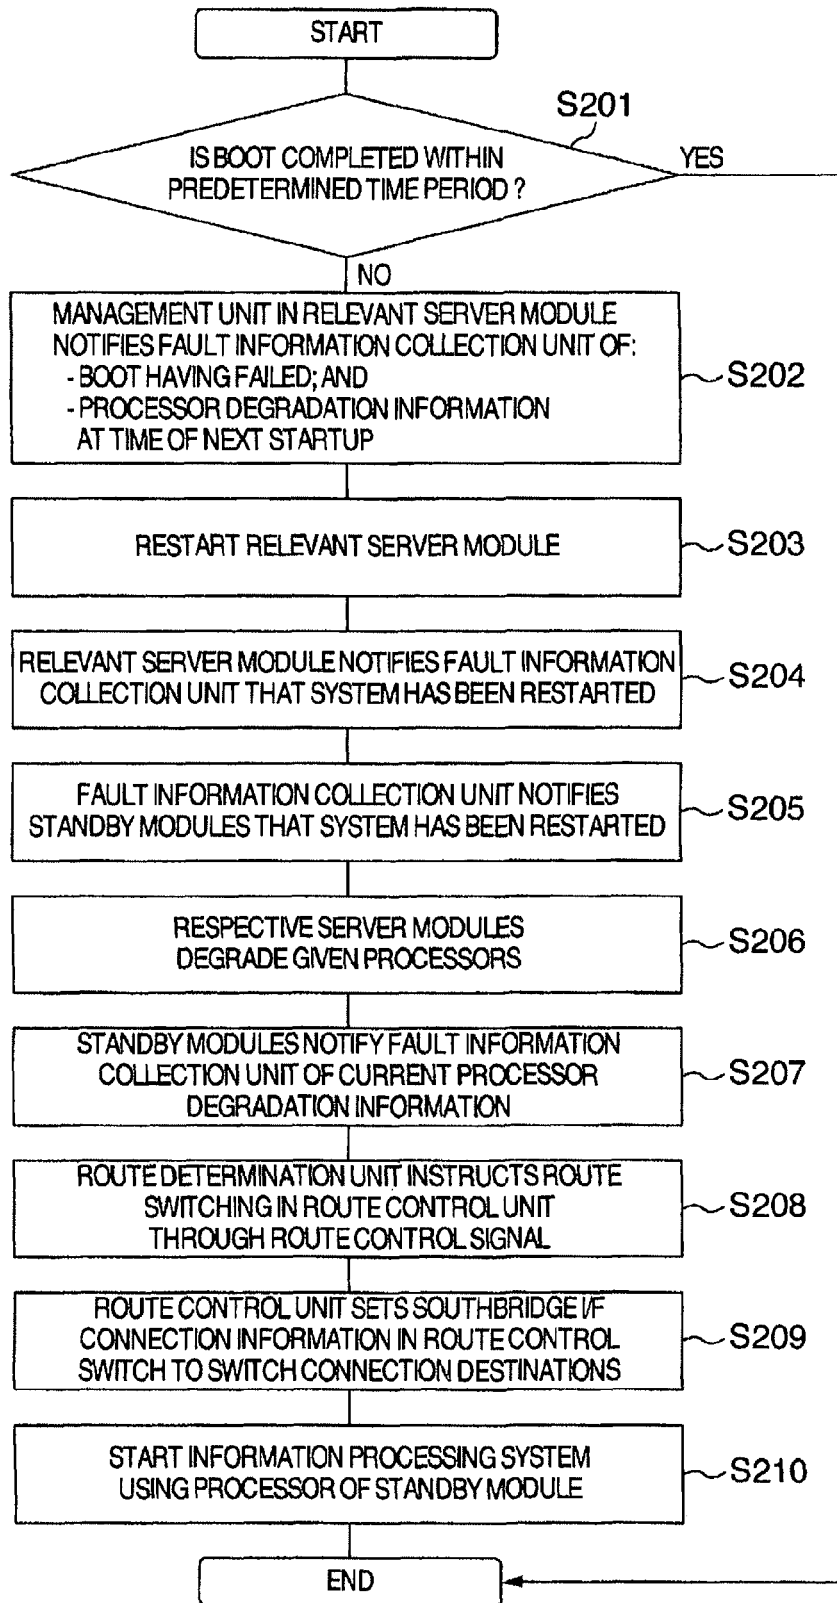 START
S201
IS BOOT COMPLETED WITHIN
PREDETERMINED TIME PERIOD ?
YES
NO
MANAGEMENT UNIT IN RELEVANT SERVER MODULE
NOTIFIES FAULT INFORMATION COLLECTION UNIT OF:
- BOOT HAVING FAILED; AND
- PROCESSOR DEGRADATION INFORMATION
AT TIME OF NEXT STARTUP
S202
RESTART RELEVANT SERVER MODULE
S203
RELEVANT SERVER MODULE NOTIFIES FAULT INFORMATION
COLLECTION UNIT THAT SYSTEM HAS BEEN RESTARTED
S204
FAULT INFORMATION COLLECTION UNIT NOTIFIES
STANDBY MODULES THAT SYSTEM HAS BEEN RESTARTED
S205
RESPECTIVE SERVER MODULES
DEGRADE GIVEN PROCESSORS
S206
STANDBY MODULES NOTIFY FAULT INFORMATION
COLLECTION UNIT OF CURRENT PROCESSOR
DEGRADATION INFORMATION
S207
ROUTE DETERMINATION UNIT INSTRUCTS ROUTE
SWITCHING IN ROUTE CONTROL UNIT
THROUGH ROUTE CONTROL SIGNAL
S208
ROUTE CONTROL UNIT SETS SOUTHBRIDGE I/F
CONNECTION INFORMATION IN ROUTE CONTROL
SWITCH TO SWITCH CONNECTION DESTINATIONS
S209
START INFORMATION PROCESSING SYSTEM
USING PROCESSOR OF STANDBY MODULE
S210
END